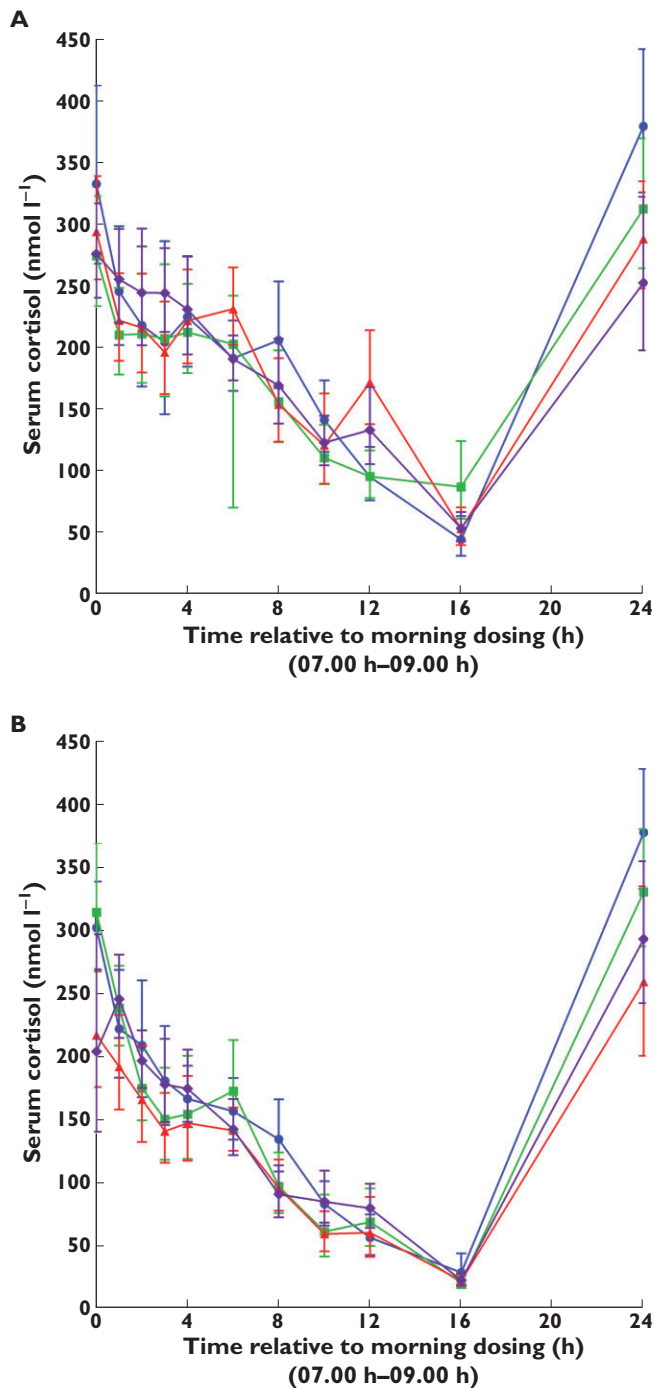 A
450
400
350
300
250
200
150
100
50
0
Serum cortisol (nmol l⁻¹)
0 4 8 12 16 20 24
Time relative to morning dosing (h)
(07.00 h–09.00 h)
B
450
400
350
300
250
200
150
100
50
0
Serum cortisol (nmol l⁻¹)
0 4 8 12 16 20 24
Time relative to morning dosing (h)
(07.00 h–09.00 h)